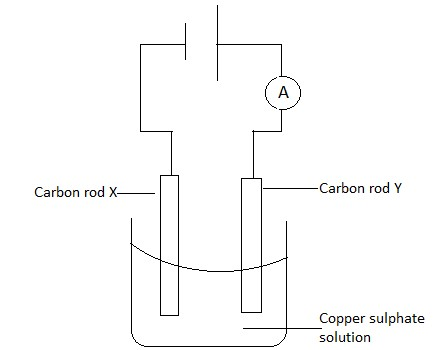 A
Carbon rod X
Carbon rod Y
Copper sulphate
solution